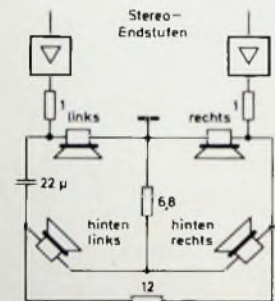 Stereo-
Endstufen
1
1
links
rechts
22 µ
6,8
hinten
links
hinten
rechts
12